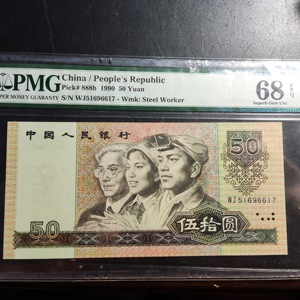 PMG
China / People's Republic
Pick# 888b 1990 50 Yuan
S/N WJ51696617 - Wmk: Steel Worker
PAPER MONEY GUARANTY
68 EPQ
Superb Gem Unc
中国人民银行
50
50
伍拾圆
WJ51696617